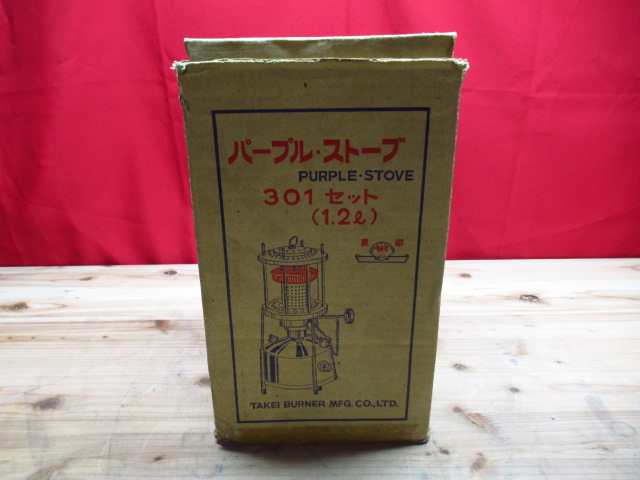 パープル・ストーブ
PURPLE・STOVE
301 セット
(1.2ℓ)
印
TAKEI BURNER MFG. CO., LTD.